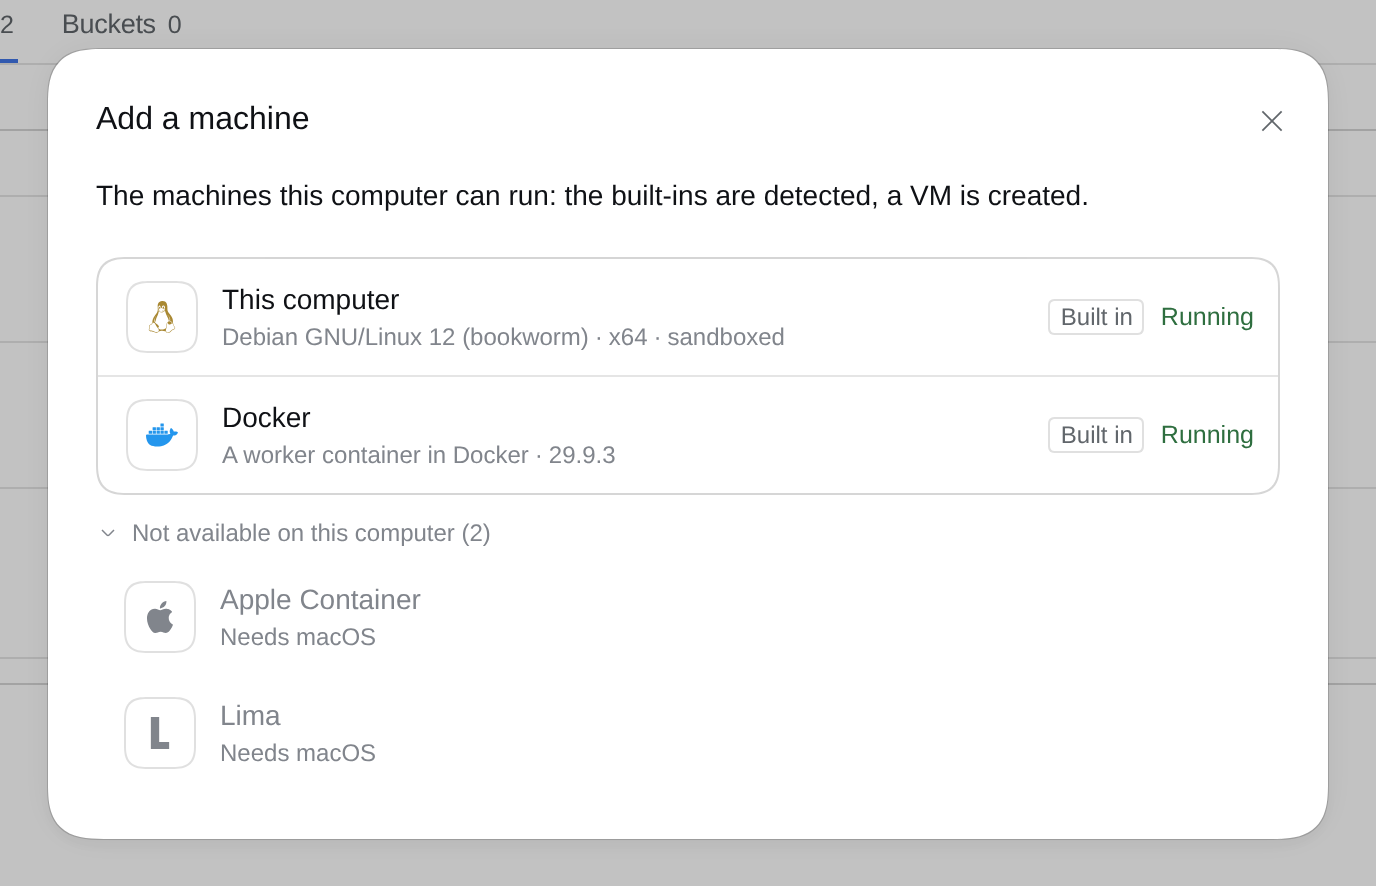 2 Buckets 0
Add a machine
The machines this computer can run: the built-ins are detected, a VM is created.
This computer
Debian GNU/Linux 12 (bookworm) · x64 · sandboxed
Built in Running
Docker
A worker container in Docker · 29.9.3
Built in Running
Not available on this computer (2)
Apple Container
Needs macOS
L
Lima
Needs macOS